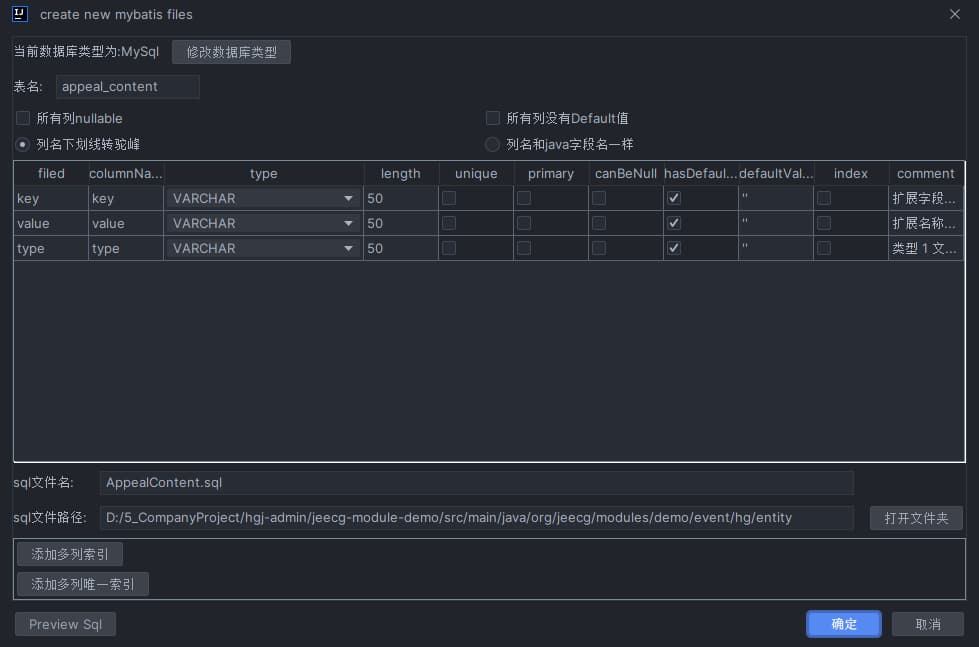 IJ create new mybatis files
当前数据库类型为:MySql 修改数据库类型
表名: appeal_content
所有列nullable 所有列没有Default值
列名下划线转驼峰 列名和java字段名一样
filed columnNa... type length unique primary canBeNull hasDefaul... defaultVal... index comment
key key VARCHAR 50 '' 扩展字段...
value value VARCHAR 50 '' 扩展名称...
type type VARCHAR 50 '' 类型 1 文...
sql文件名: AppealContent.sql
sql文件路径: D:/5_CompanyProject/hgj-admin/jeecg-module-demo/src/main/java/org/jeecg/modules/demo/event/hg/entity 打开文件夹
添加多列索引
添加多列唯一索引
Preview Sql 确定 取消